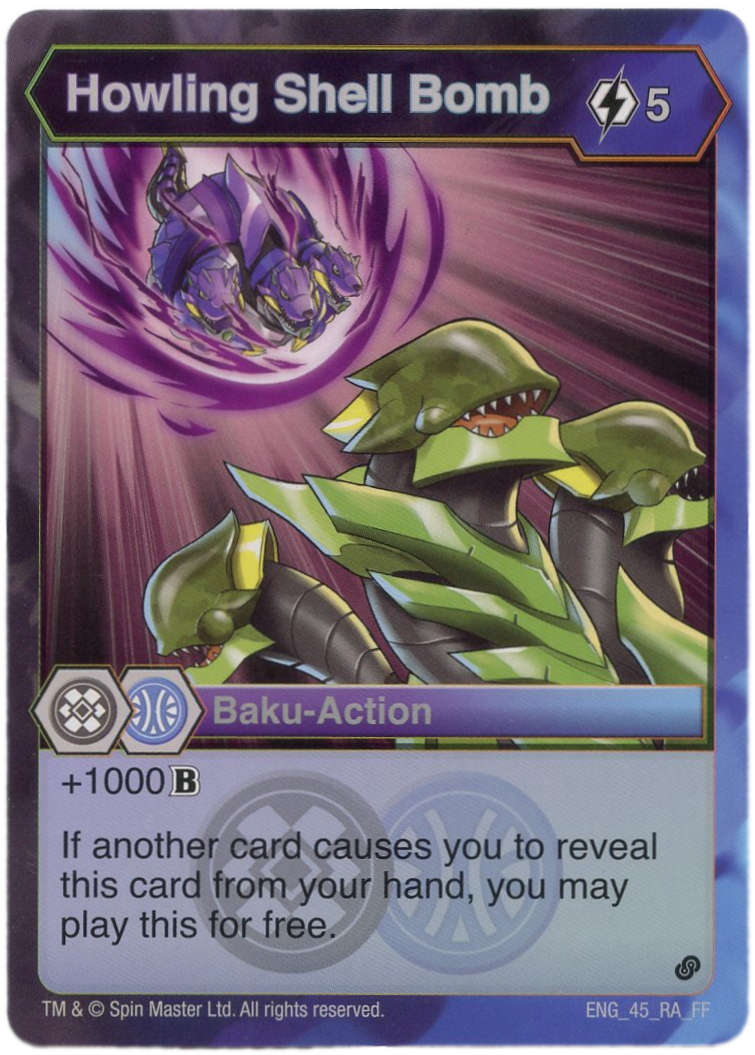 Howling Shell Bomb 5
Baku-Action
+1000 B
If another card causes you to reveal
this card from your hand, you may
play this for free.
TM & © Spin Master Ltd. All rights reserved. ENG_45_RA_FF